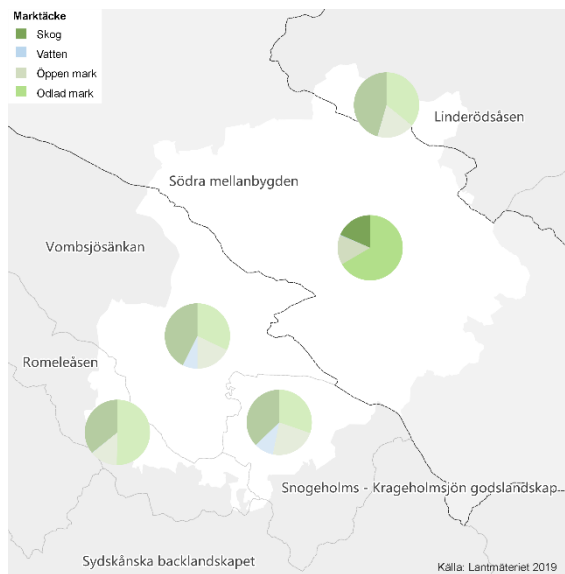 Marktäcke
Skog
Vatten
Öppen mark
Odlad mark
Linderödsåsen
Södra mellanbygden
Vombsjösänkan
Romeleåsen
Snogeholms - Krageholmsjön godslandskap
Sydskånska backlandskapet
Källa: Lantmäteriet 2019